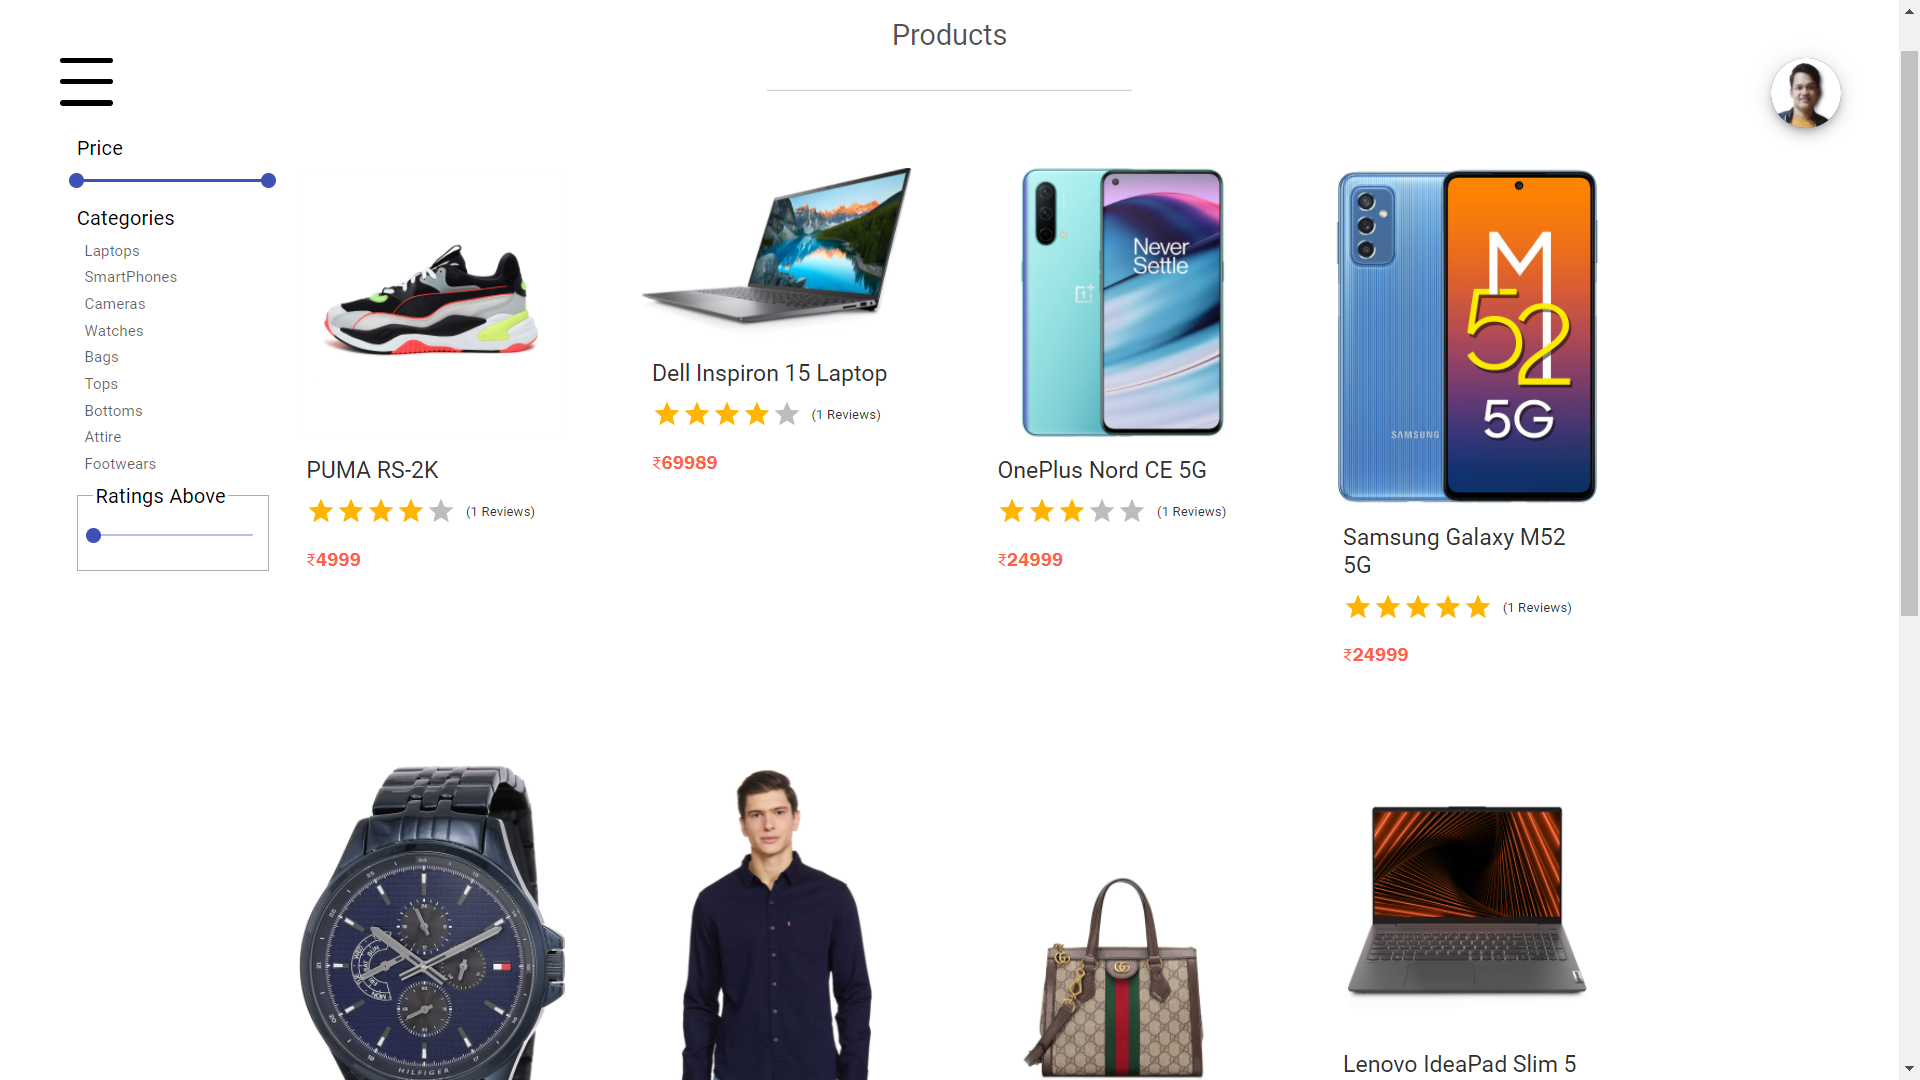 Products
Price
Categories
Laptops
SmartPhones
Cameras
Watches
Bags
Tops
Bottoms
Attire
Footwears
Ratings Above
PUMA RS-2K
(1 Reviews)
₹4999
Dell Inspiron 15 Laptop
(1 Reviews)
₹69989
Never
Settle
OnePlus Nord CE 5G
(1 Reviews)
₹24999
M
52
5G
SAMSUNG
Samsung Galaxy M52
5G
(1 Reviews)
₹24999
HILFIGER
Lenovo IdeaPad Slim 5